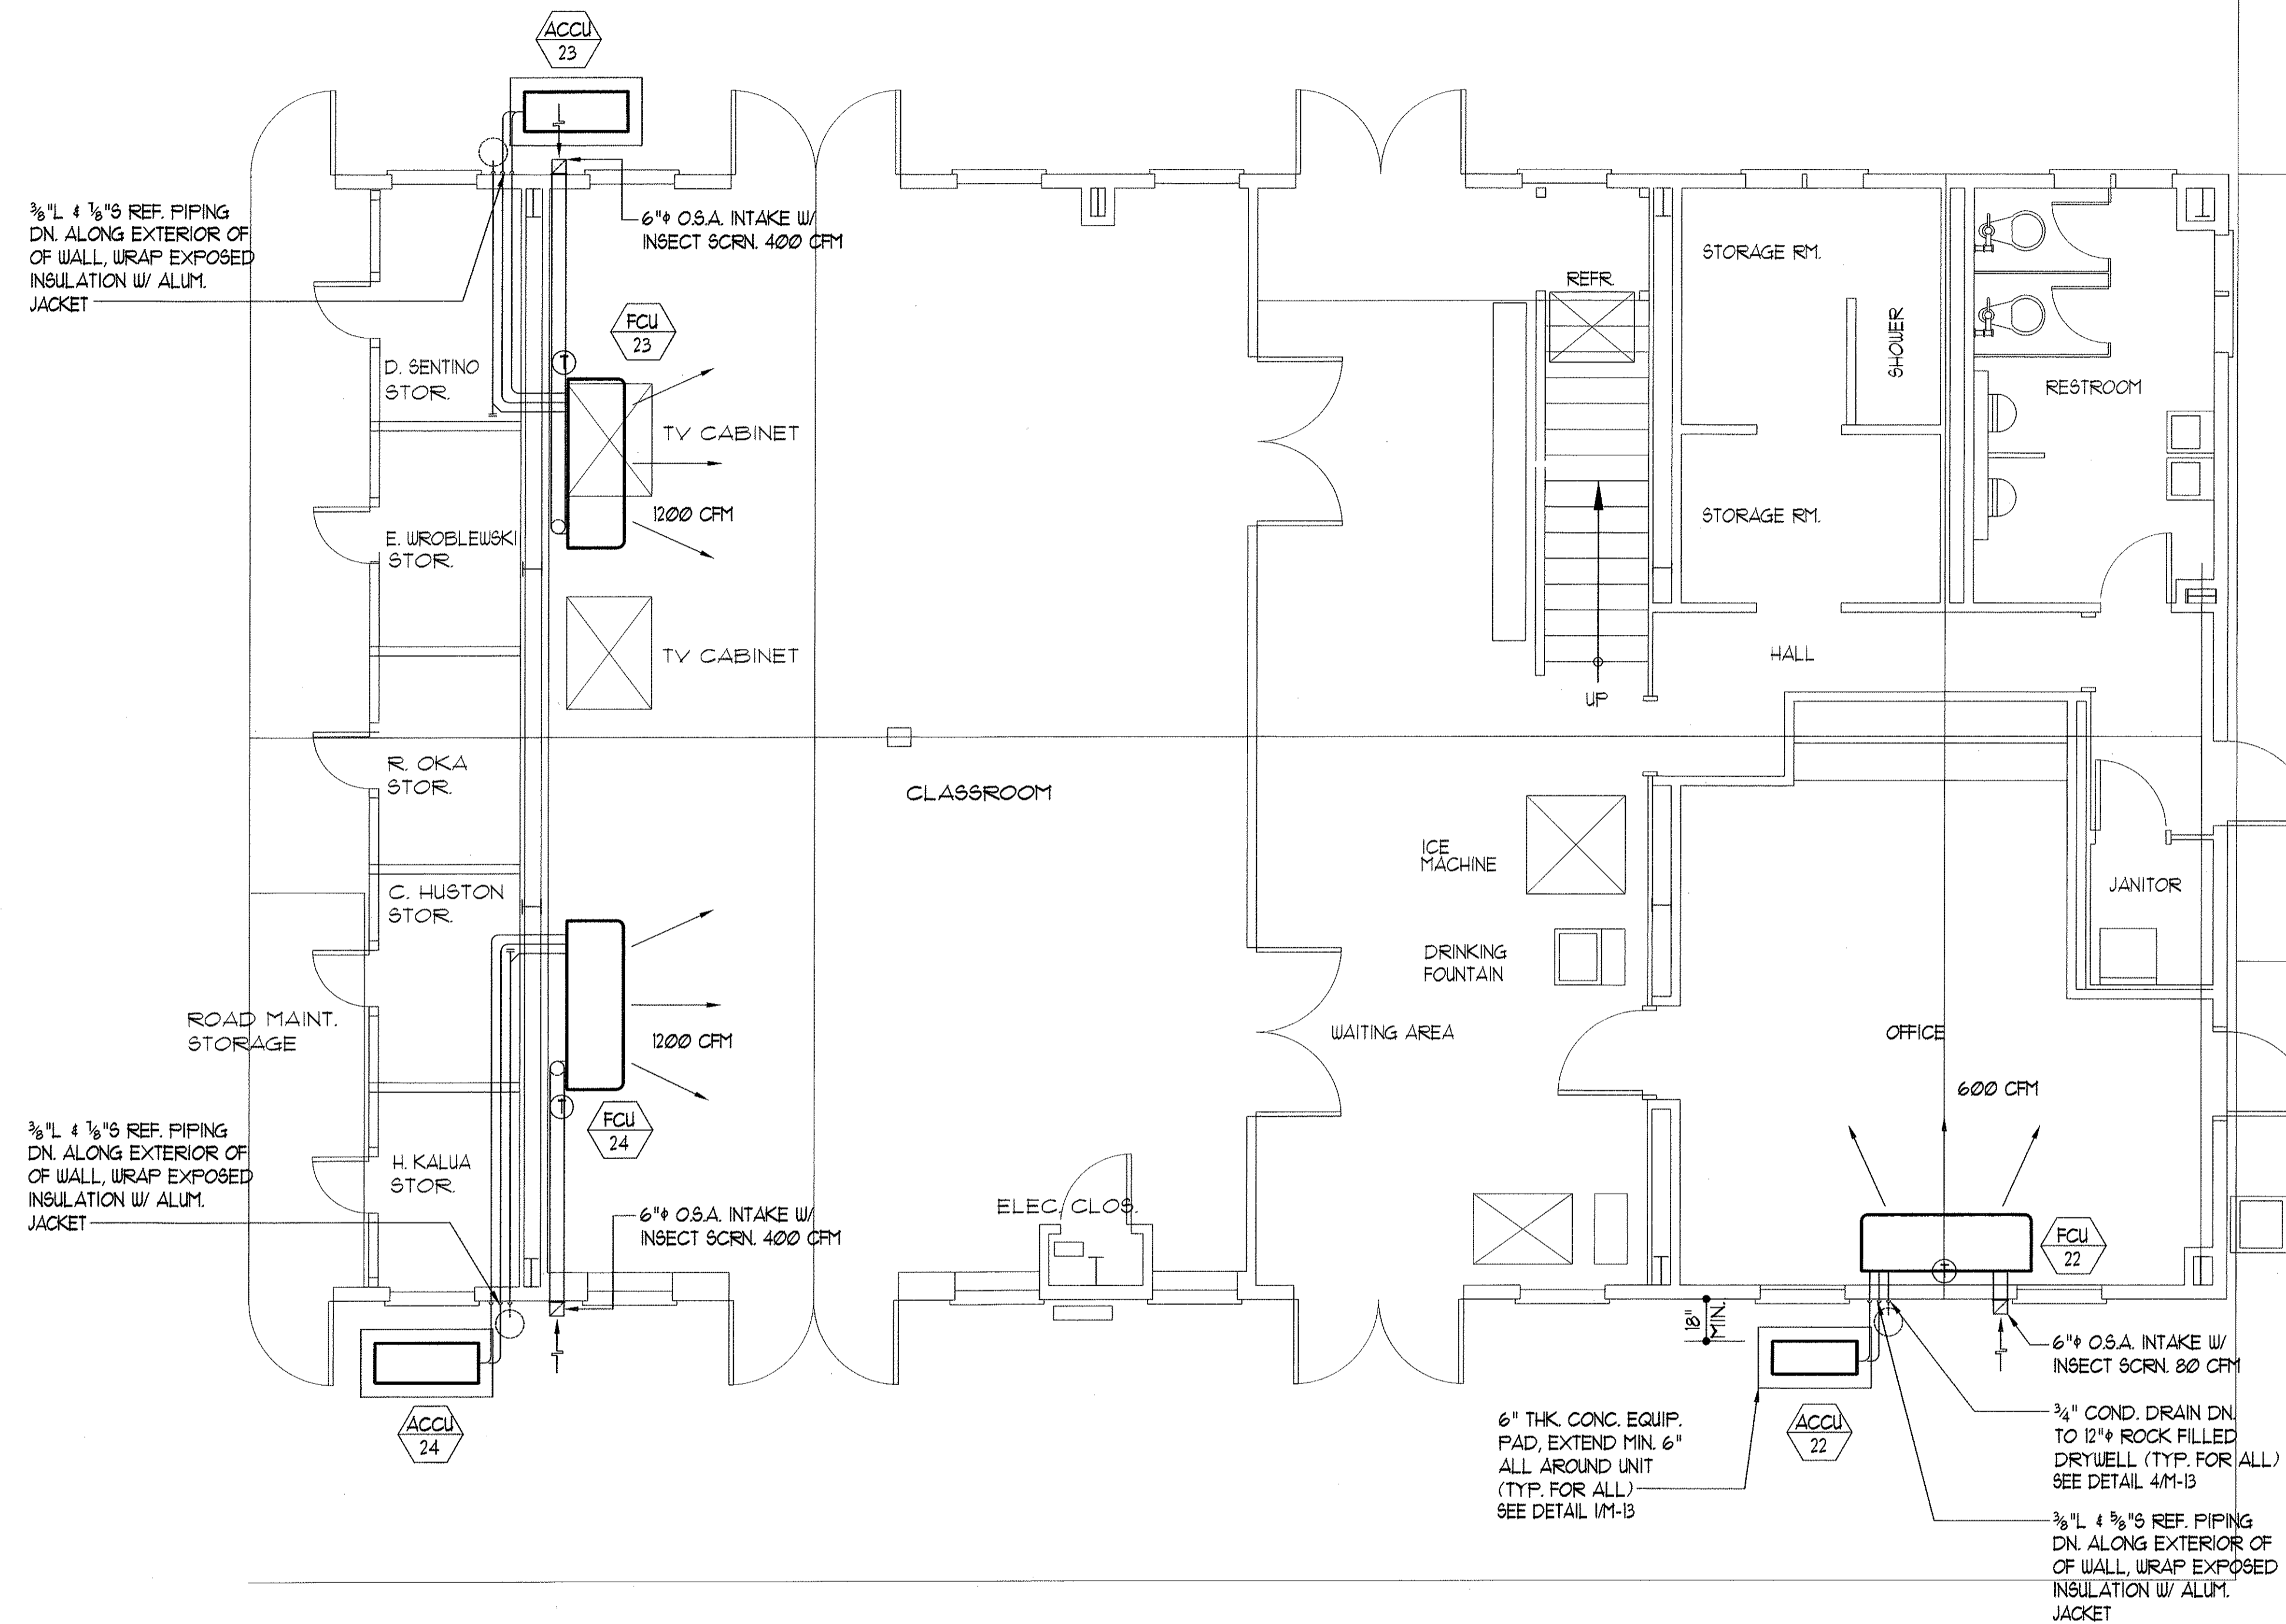 ACCU
23
⅜"L & ⅞"S REF. PIPING
DN. ALONG EXTERIOR OF
OF WALL, WRAP EXPOSED
INSULATION W/ ALUM.
JACKET
6"ϕ O.S.A. INTAKE W/
INSECT SCRN. 400 CFM
FCU
23
T
D. SENTINO
STOR.
TV CABINET
1200 CFM
E. WROBLEWSKI
STOR.
TV CABINET
REFR.
STORAGE RM.
SHOWER
RESTROOM
STORAGE RM.
HALL
UP
R. OKA
STOR.
CLASSROOM
C. HUSTON
STOR.
ICE
MACHINE
JANITOR
DRINKING
FOUNTAIN
ROAD MAINT.
STORAGE
1200 CFM
WAITING AREA
OFFICE
600 CFM
T
FCU
24
⅜"L & ⅞"S REF. PIPING
DN. ALONG EXTERIOR OF
OF WALL, WRAP EXPOSED
INSULATION W/ ALUM.
JACKET
H. KALUA
STOR.
6"ϕ O.S.A. INTAKE W/
INSECT SCRN. 400 CFM
ELEC. CLOS.
FCU
22
T
18"
MIN.
ACCU
24
6" THK. CONC. EQUIP.
PAD, EXTEND MIN. 6"
ALL AROUND UNIT
(TYP. FOR ALL)
SEE DETAIL 1/M-13
ACCU
22
6"ϕ O.S.A. INTAKE W/
INSECT SCRN. 80 CFM
¾" COND. DRAIN DN.
TO 12"ϕ ROCK FILLED
DRYWELL (TYP. FOR ALL)
SEE DETAIL 4/M-13
⅜"L & ⅝"S REF. PIPING
DN. ALONG EXTERIOR OF
OF WALL, WRAP EXPOSED
INSULATION W/ ALUM.
JACKET